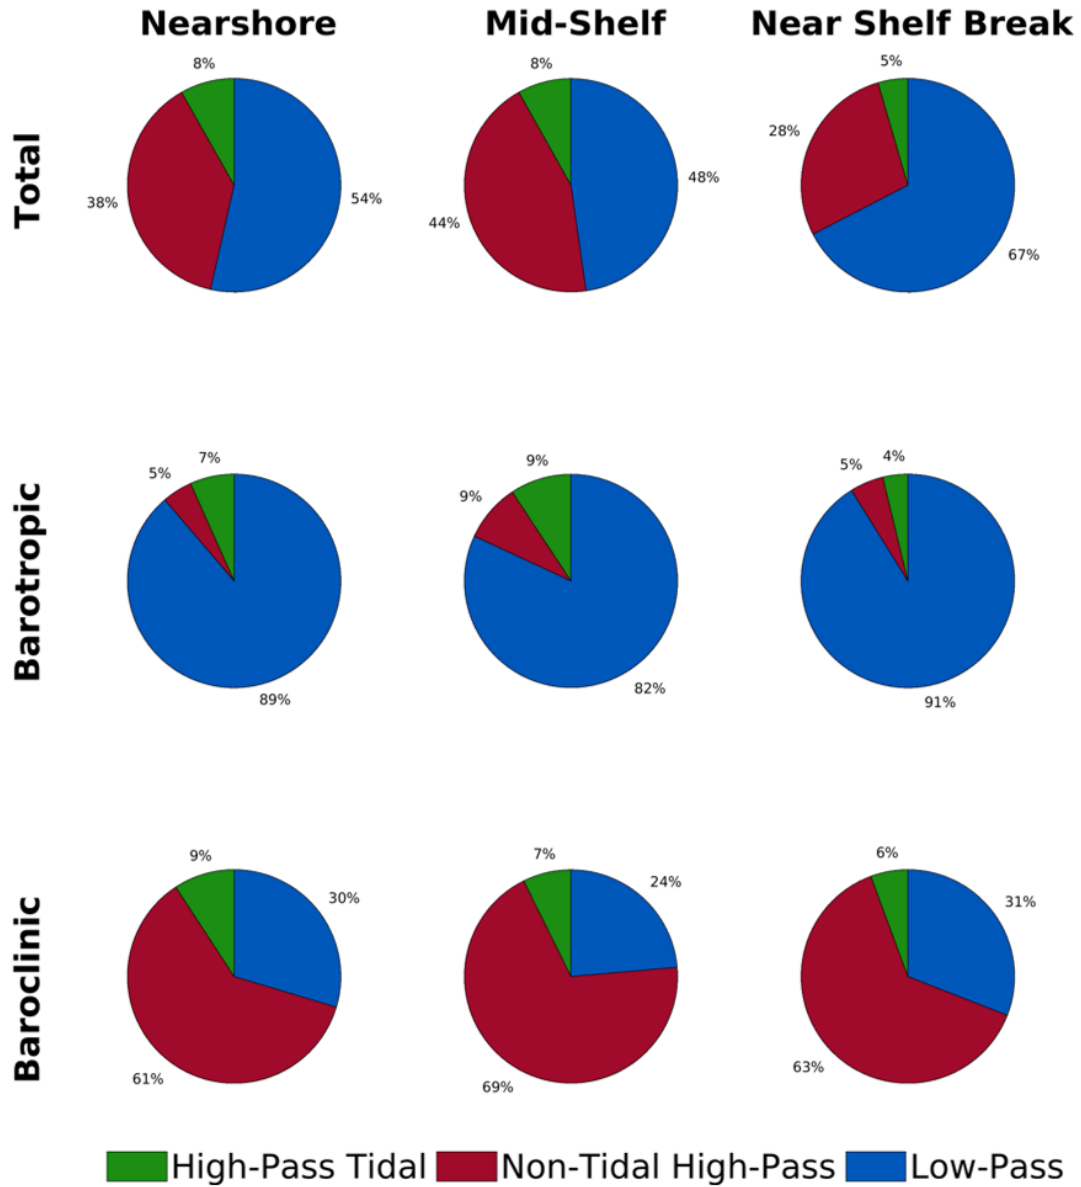 Nearshore Mid-Shelf Near Shelf Break
Total
8% 38% 54%
8% 44% 48%
5% 28% 67%
Barotropic
7% 5% 89%
9% 9% 82%
4% 5% 91%
Baroclinic
9% 30% 61%
7% 24% 69%
6% 31% 63%
High-Pass Tidal Non-Tidal High-Pass Low-Pass